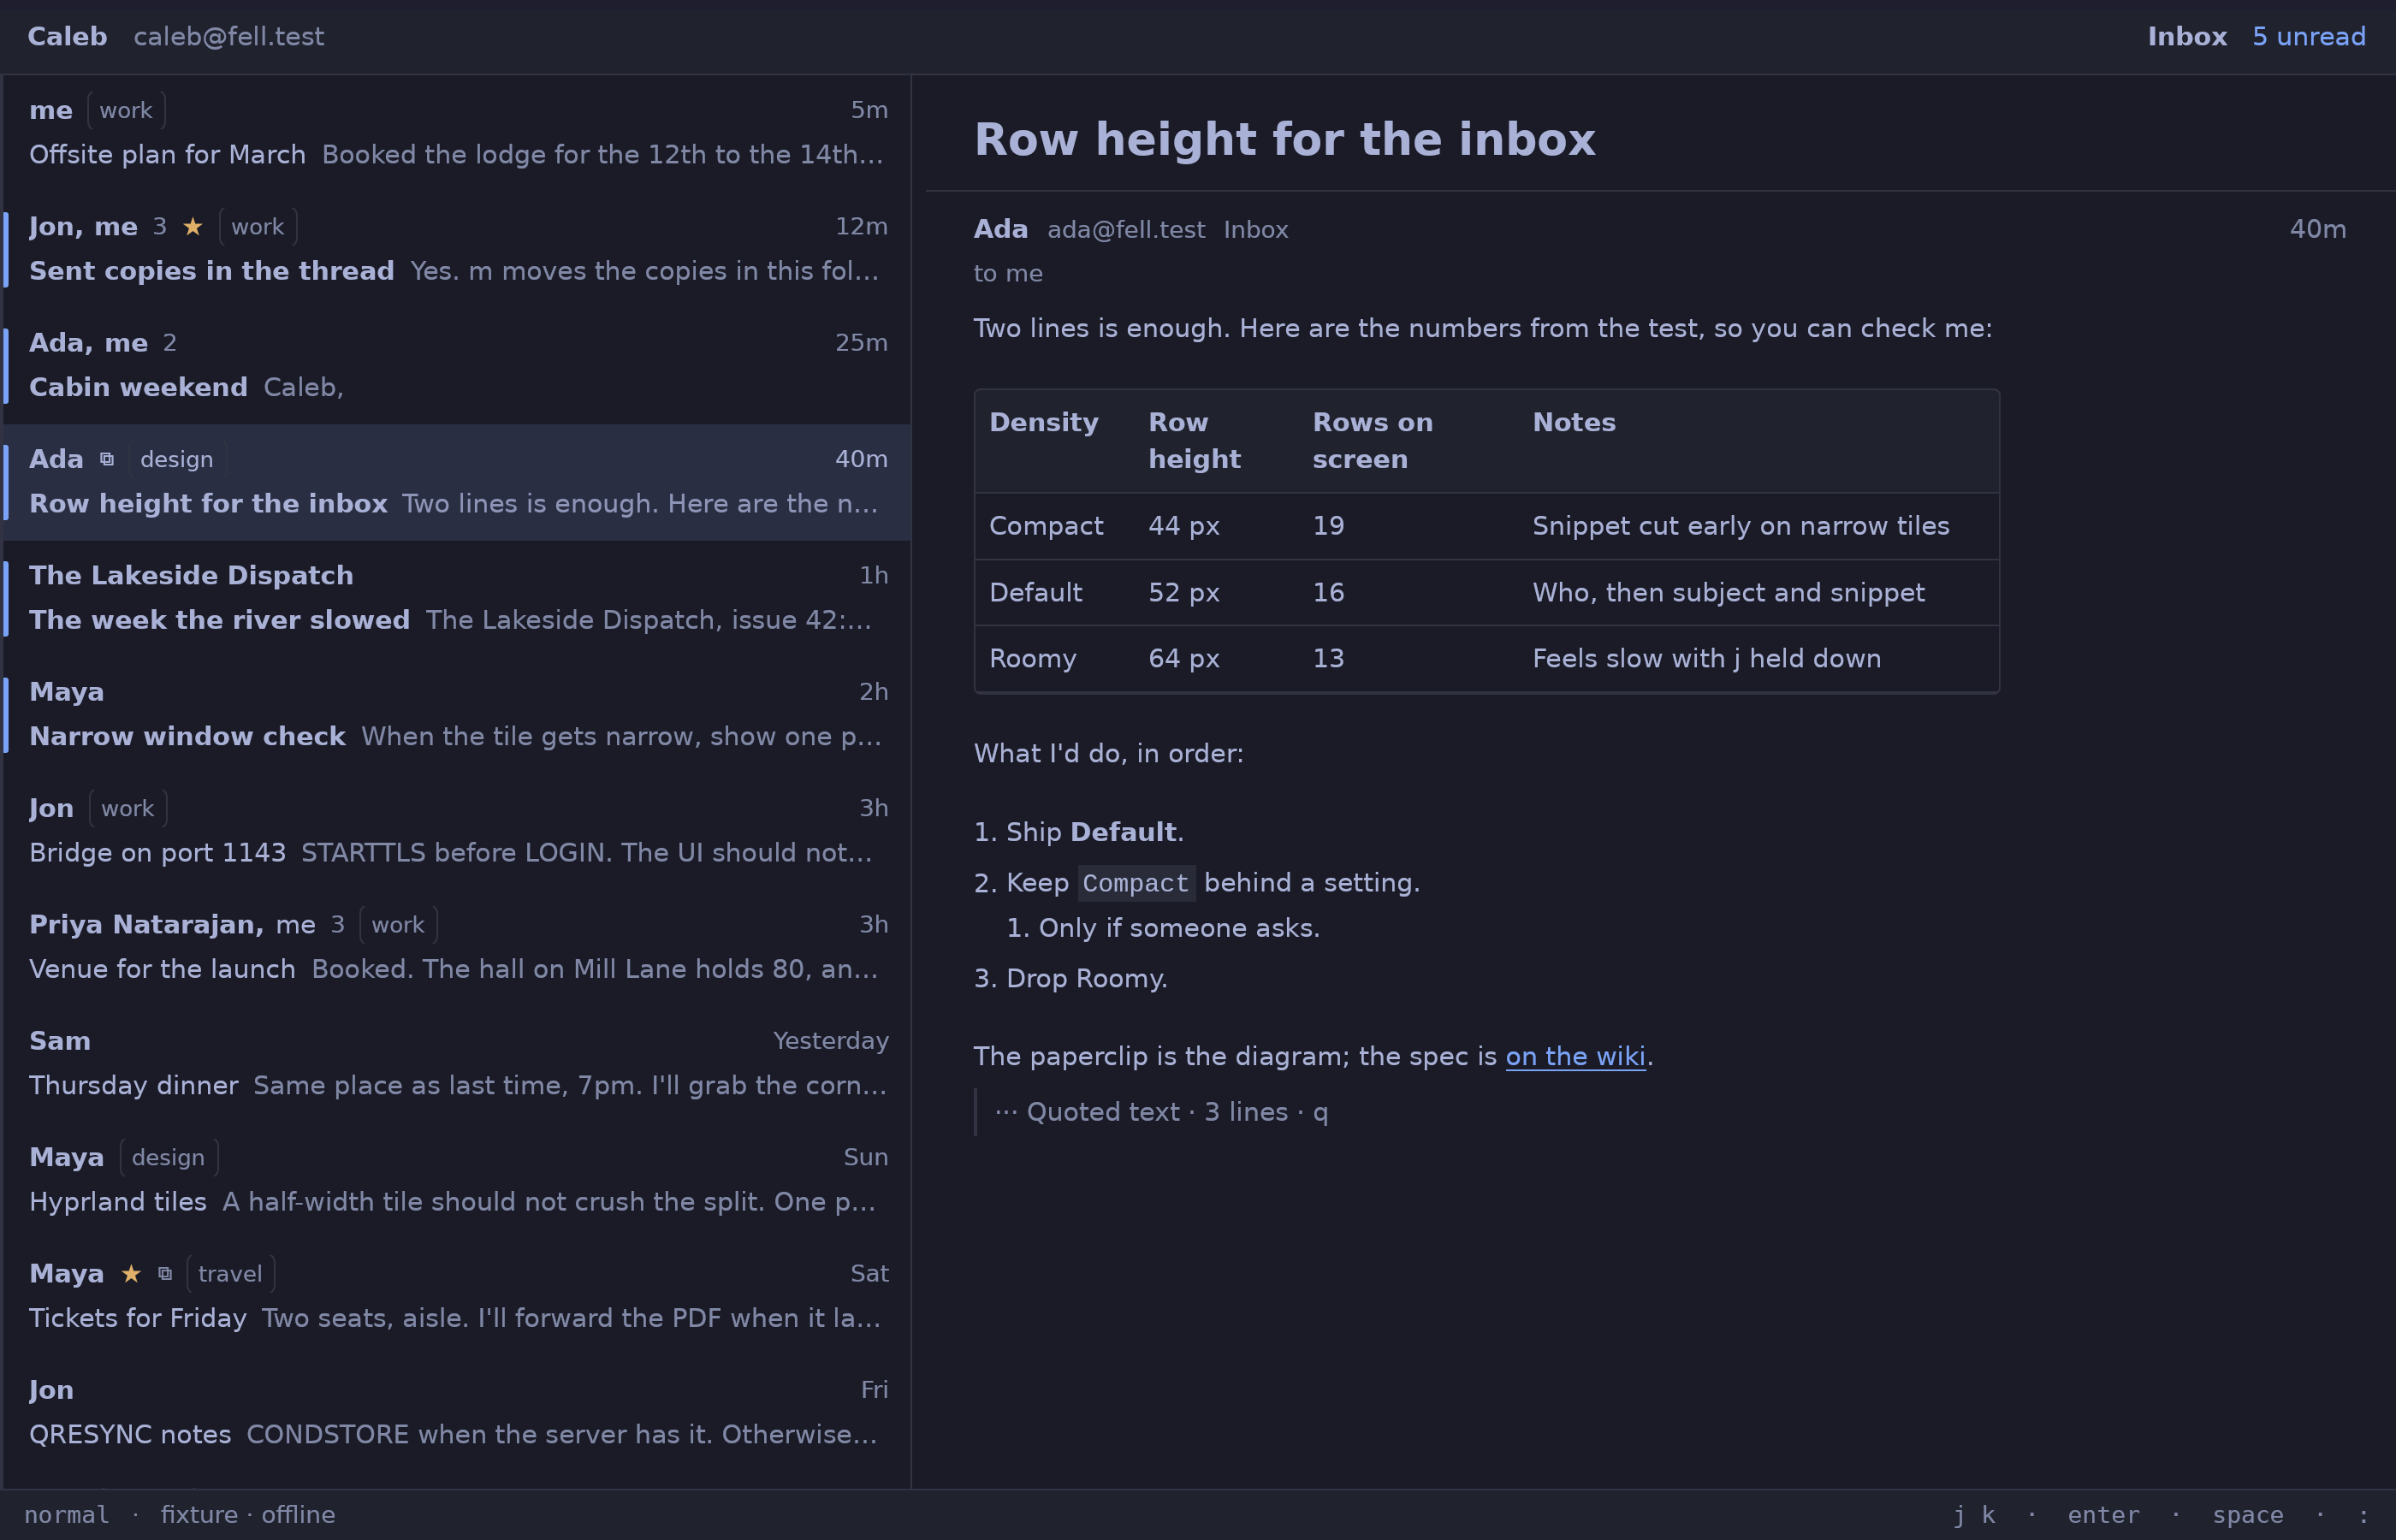 Caleb caleb@fell.test Inbox 5 unread
me work 5m
Offsite plan for March Booked the lodge for the 12th to the 14th…
Jon, me 3 ★ work 12m
Sent copies in the thread Yes. m moves the copies in this fol…
Ada, me 2 25m
Cabin weekend Caleb,
Ada ⧉ design 40m
Row height for the inbox Two lines is enough. Here are the n…
The Lakeside Dispatch 1h
The week the river slowed The Lakeside Dispatch, issue 42:…
Maya 2h
Narrow window check When the tile gets narrow, show one p…
Jon work 3h
Bridge on port 1143 STARTTLS before LOGIN. The UI should not…
Priya Natarajan, me 3 work 3h
Venue for the launch Booked. The hall on Mill Lane holds 80, an…
Sam Yesterday
Thursday dinner Same place as last time, 7pm. I'll grab the corn…
Maya design Sun
Hyprland tiles A half-width tile should not crush the split. One p…
Maya ★ ⧉ travel Sat
Tickets for Friday Two seats, aisle. I'll forward the PDF when it la…
Jon Fri
QRESYNC notes CONDSTORE when the server has it. Otherwise…
Row height for the inbox
Ada ada@fell.test Inbox 40m
to me
Two lines is enough. Here are the numbers from the test, so you can check me:
Density Row height Rows on screen Notes
Compact 44 px 19 Snippet cut early on narrow tiles
Default 52 px 16 Who, then subject and snippet
Roomy 64 px 13 Feels slow with j held down
What I'd do, in order:
1. Ship Default.
2. Keep Compact behind a setting.
1. Only if someone asks.
3. Drop Roomy.
The paperclip is the diagram; the spec is on the wiki.
··· Quoted text · 3 lines · q
normal · fixture · offline j k · enter · space · :